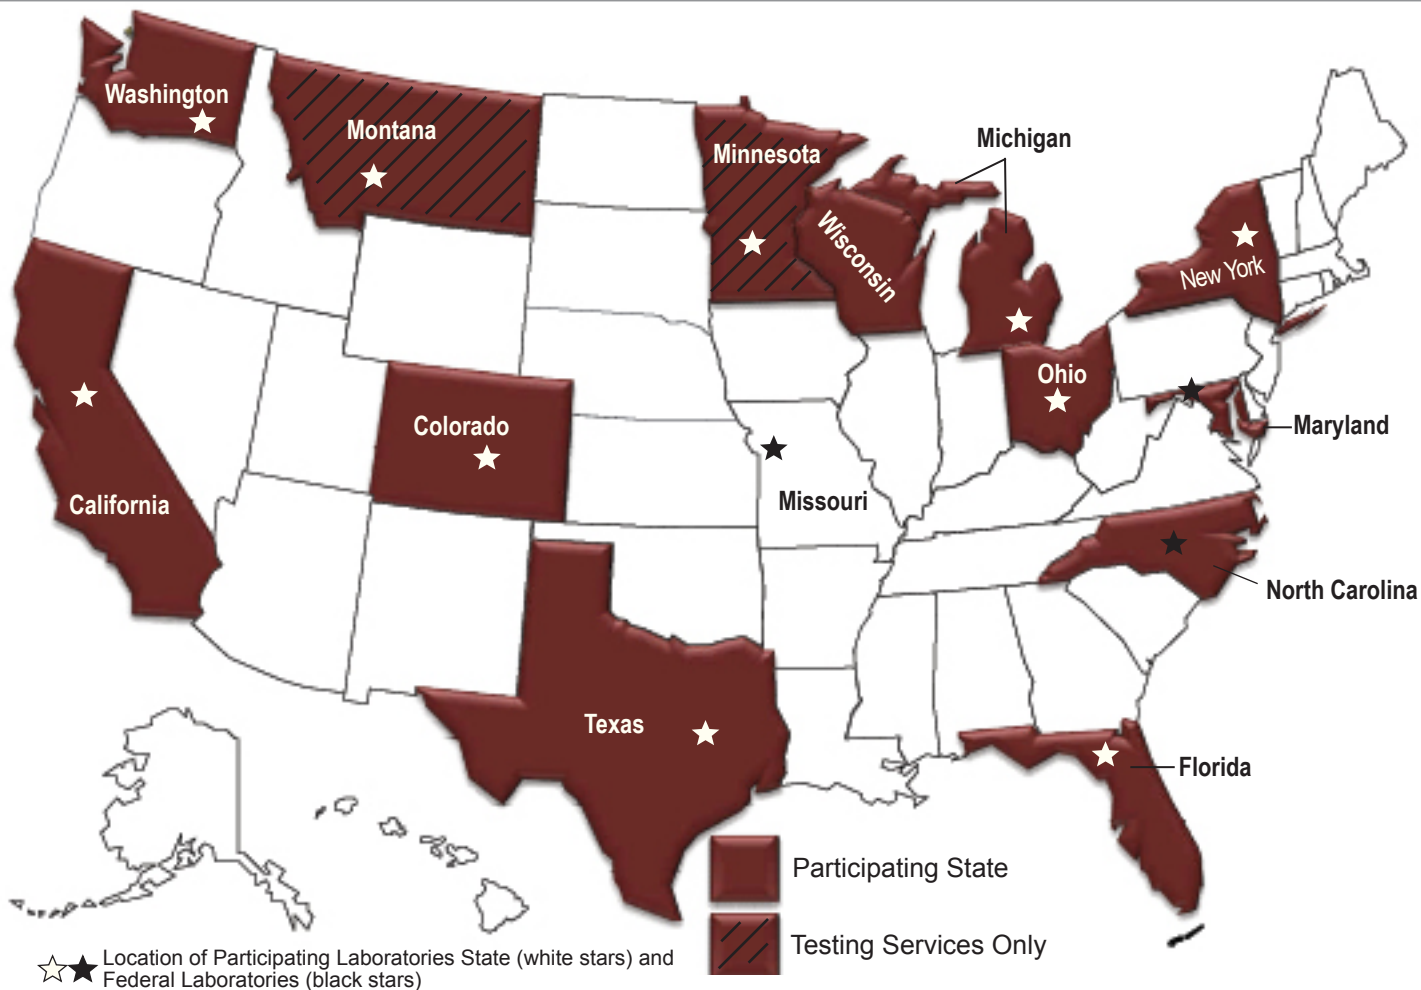 Washington
Montana
Minnesota
Michigan
Wisconsin
New York
Ohio
Colorado
Maryland
California
Missouri
North Carolina
Texas
Florida
Participating State
Testing Services Only
Location of Participating Laboratories State (white stars) and
Federal Laboratories (black stars)